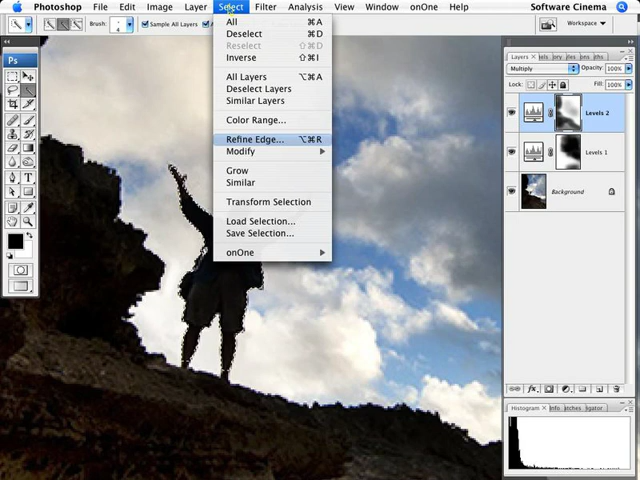 Photoshop File Edit Image Layer Select Filter Analysis View Window onOne Help Software Cinema
Brush: 4 Sample All Layers Workspace
Ps
All ⌘A
Deselect ⌘D
Reselect ⇧⌘D
Inverse ⇧⌘I
All Layers ⌥⌘A
Deselect Layers
Similar Layers
Color Range...
Refine Edge... ⌥⌘R
Modify
Grow
Similar
Transform Selection
Load Selection...
Save Selection...
onOne
Layers
Multiply Opacity: 100%
Lock: Fill: 100%
Levels 2
Levels 1
Background
Histogram